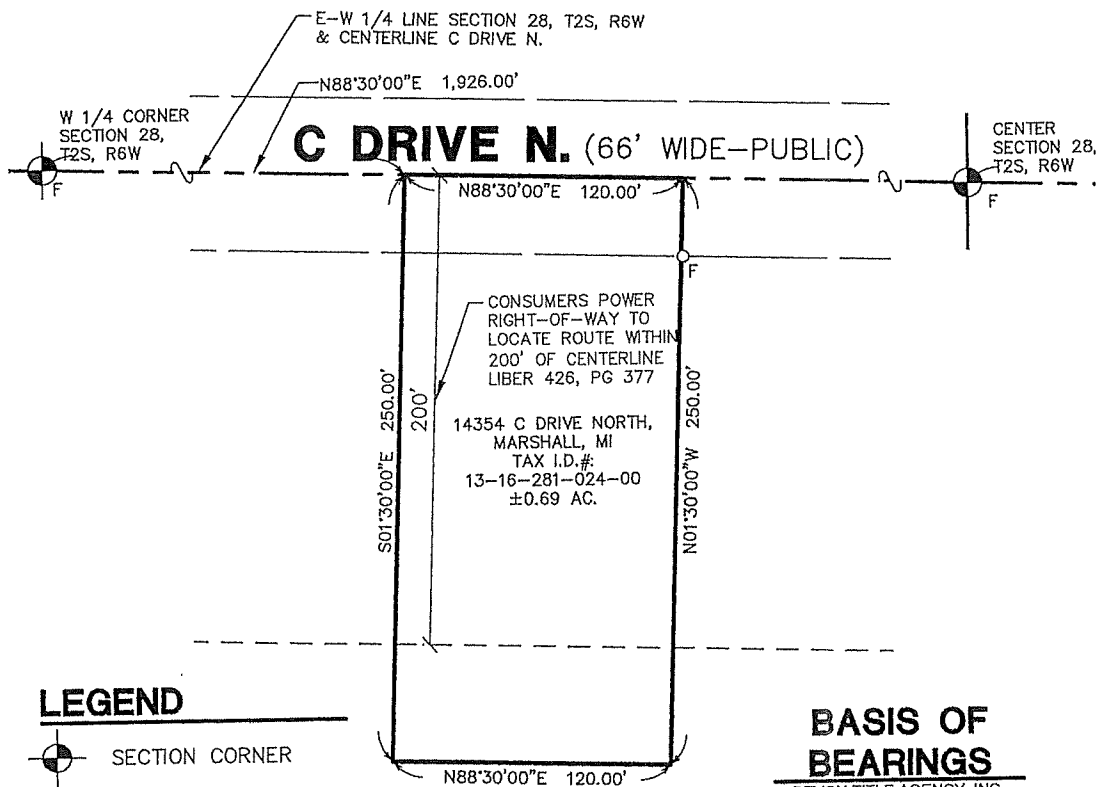 E-W 1/4 LINE SECTION 28, T2S, R6W
& CENTERLINE C DRIVE N.
N88°30'00"E 1,926.00'
W 1/4 CORNER
SECTION 28,
T2S, R6W
F
C DRIVE N. (66' WIDE-PUBLIC)
CENTER
SECTION 28,
T2S, R6W
F
N88°30'00"E 120.00'
F
CONSUMERS POWER
RIGHT-OF-WAY TO
LOCATE ROUTE WITHIN
200' OF CENTERLINE
LIBER 426, PG 377
S01°30'00"E 250.00'
200'
N01°30'00"W 250.00'
14354 C DRIVE NORTH,
MARSHALL, MI
TAX I.D.#:
13-16-281-024-00
±0.69 AC.
LEGEND
SECTION CORNER
N88°30'00"E 120.00'
BASIS OF
BEARINGS
TITLE AGENCY, INC.